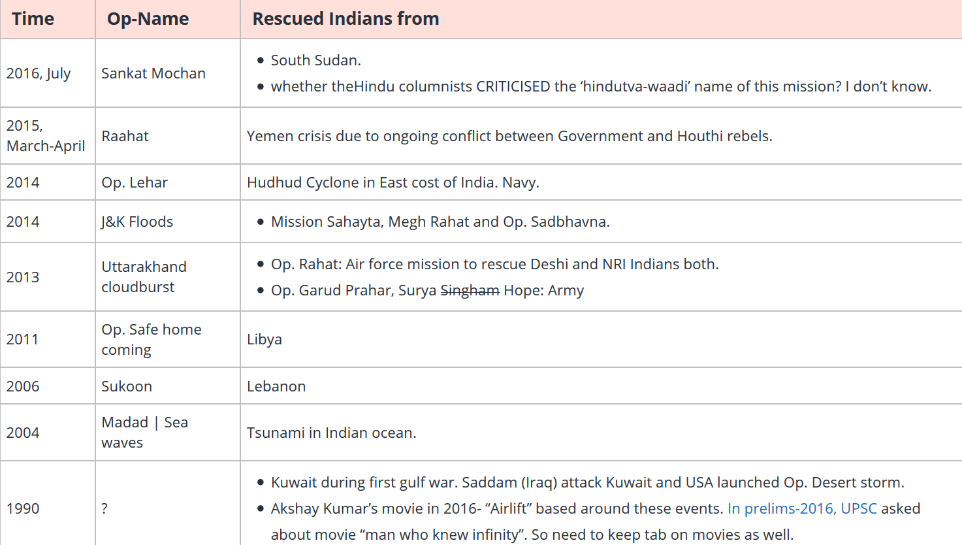 Time Op-Name Rescued Indians from
2016, July Sankat Mochan
South Sudan.
whether theHindu columnists CRITICISED the ‘hindutva-waadi’ name of this mission? I don’t know.
2015,
March-April
Raahat
Yemen crisis due to ongoing conflict between Government and Houthi rebels.
2014 Op. Lehar Hudhud Cyclone in East cost of India. Navy.
2014 J&K Floods
Mission Sahayta, Megh Rahat and Op. Sadbhavna.
2013
Uttarakhand
cloudburst
Op. Rahat: Air force mission to rescue Deshi and NRI Indians both.
Op. Garud Prahar, Surya Singham Hope: Army
2011
Op. Safe home
coming
Libya
2006 Sukoon Lebanon
2004
Madad | Sea
waves
Tsunami in Indian ocean.
1990 ?
Kuwait during first gulf war. Saddam (Iraq) attack Kuwait and USA launched Op. Desert storm.
Akshay Kumar’s movie in 2016- “Airlift” based around these events. In prelims-2016, UPSC asked
about movie “man who knew infinity”. So need to keep tab on movies as well.